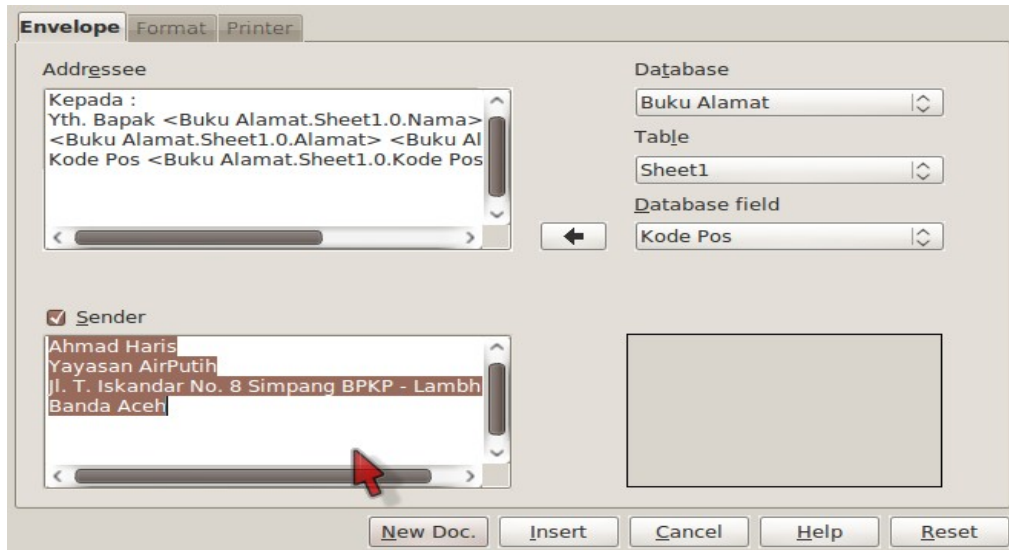 Envelope Format Printer
Addressee
Kepada :
Yth. Bapak <Buku Alamat.Sheet1.0.Nama>
<Buku Alamat.Sheet1.0.Alamat> <Buku Al
Kode Pos <Buku Alamat.Sheet1.0.Kode Pos
Database
Buku Alamat
Table
Sheet1
Database field
Kode Pos
Sender
Ahmad Haris
Yayasan AirPutih
Jl. T. Iskandar No. 8 Simpang BPKP - Lambh
Banda Aceh
New Doc. Insert Cancel Help Reset